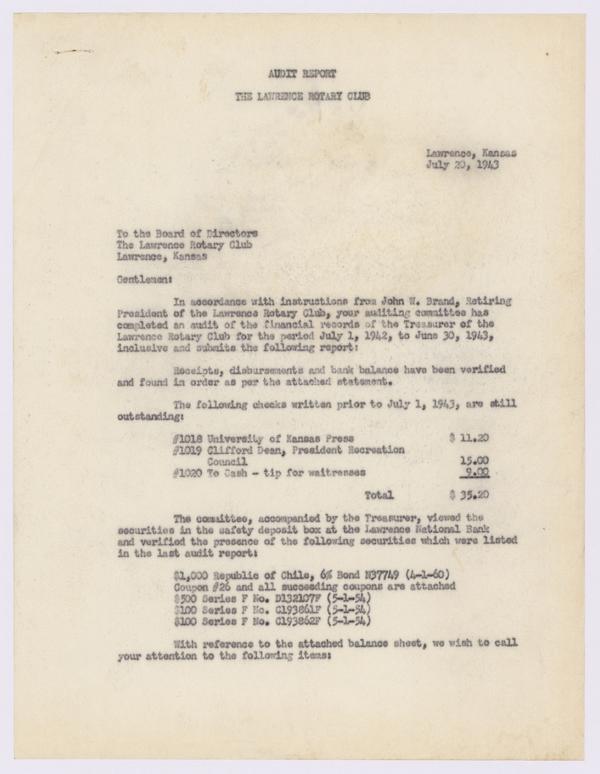 AUDIT REPORT
THE LAWRENCE ROTARY CLUB
Lawrence, Kansas
July 20, 1943
To the Board of Directors
The Lawrence Rotary Club
Lawrence, Kansas
Gentlemen:
In accordance with instructions from John W. Brand, Retiring
President of the Lawrence Rotary Club, your auditing committee has
completed an audit of the financial records of the Treasurer of the
Lawrence Rotary Club for the period July 1, 1942, to June 30, 1943,
inclusive and submits the following report:
Receipts, disbursements and bank balance have been verified
and found in order as per the attached statement.
The following checks written prior to July 1, 1943, are still
outstanding:
#1018 University of Kansas Press $ 11.20
#1019 Clifford Dean, President Recreation
Council 15.00
#1020 To Cash - tip for waitresses 9.00
Total $ 35.20
The committee, accompanied by the Treasurer, viewed the
securities in the safety deposit box at the Lawrence National Bank
and verified the presence of the following securities which were listed
in the last audit report:
$1,000 Republic of Chile, 6% Bond N37749 (4-1-60)
Coupon #26 and all succeeding coupons are attached
$500 Series F No. D132107F (5-1-54)
$100 Series F No. C193861F (5-1-54)
$100 Series F No. C193862F (5-1-54)
With reference to the attached balance sheet, we wish to call
your attention to the following items: